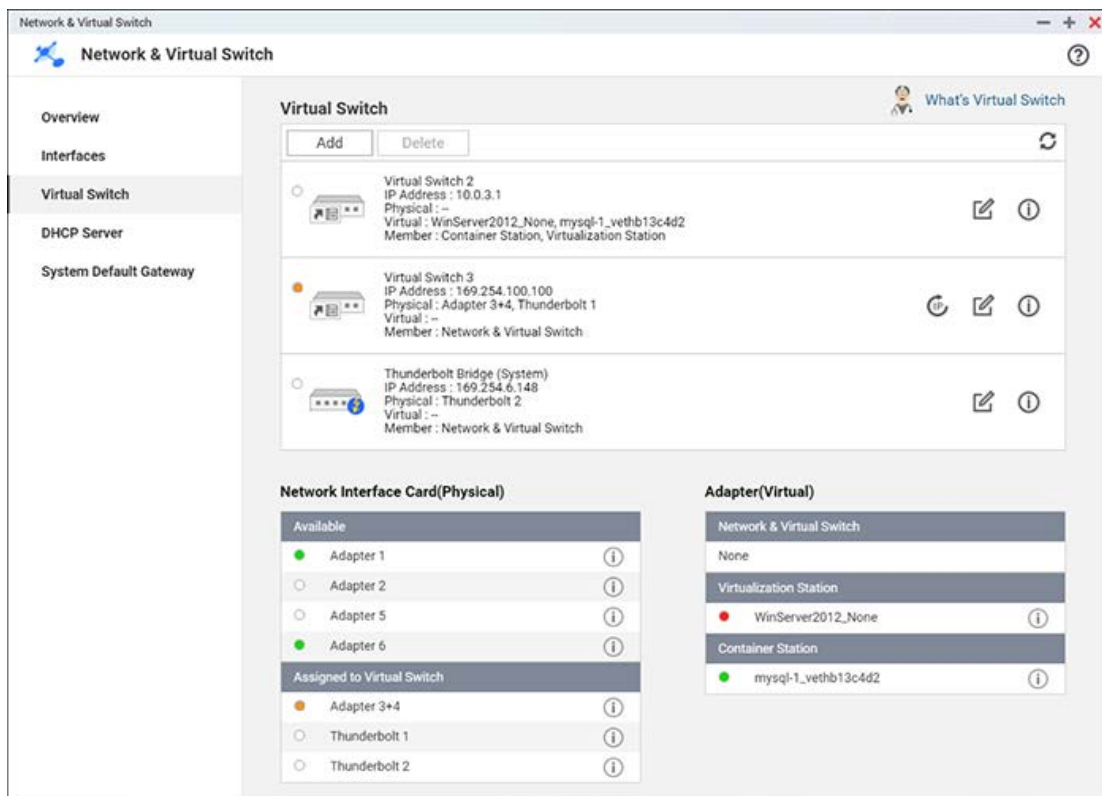 Network & Virtual Switch
Network & Virtual Switch
Overview
Interfaces
Virtual Switch
DHCP Server
System Default Gateway
Virtual Switch
What's Virtual Switch
Add
Delete
Virtual Switch 2
IP Address : 10.0.3.1
Physical : --
Virtual : WinServer2012_None, mysql-1_vethb13c4d2
Member : Container Station, Virtualization Station
Virtual Switch 3
IP Address : 169.254.100.100
Physical : Adapter 3+4, Thunderbolt 1
Virtual : --
Member : Network & Virtual Switch
IP
Thunderbolt Bridge (System)
IP Address : 169.254.6.148
Physical : Thunderbolt 2
Virtual : --
Member : Network & Virtual Switch
Network Interface Card(Physical)
Available
Adapter 1
Adapter 2
Adapter 5
Adapter 6
Assigned to Virtual Switch
Adapter 3+4
Thunderbolt 1
Thunderbolt 2
Adapter(Virtual)
Network & Virtual Switch
None
Virtualization Station
WinServer2012_None
Container Station
mysql-1_vethb13c4d2